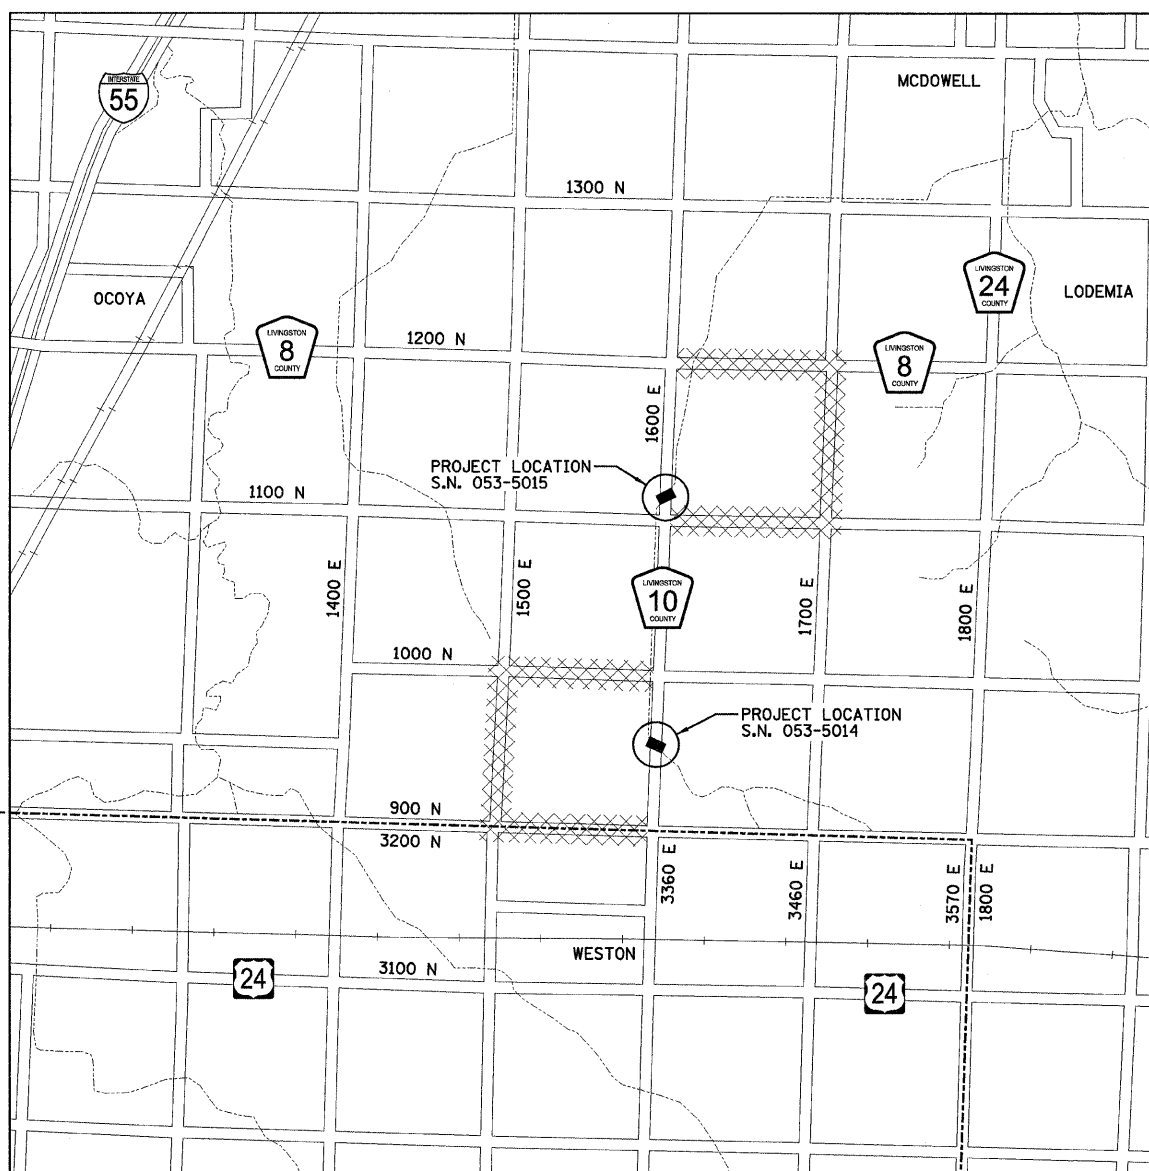 INTERSTATE
55
MCDOWELL
1300 N
OCOYA
LIVINGSTON
24
COUNTY
LODEMIA
LIVINGSTON
8
COUNTY
1200 N
LIVINGSTON
8
COUNTY
1600 E
PROJECT LOCATION
S.N. 053-5015
1100 N
1400 E
1500 E
LIVINGSTON
10
COUNTY
1700 E
1800 E
1000 N
PROJECT LOCATION
S.N. 053-5014
900 N
3200 N
3360 E
3460 E
3570 E
1800 E
WESTON
3100 N
24
24